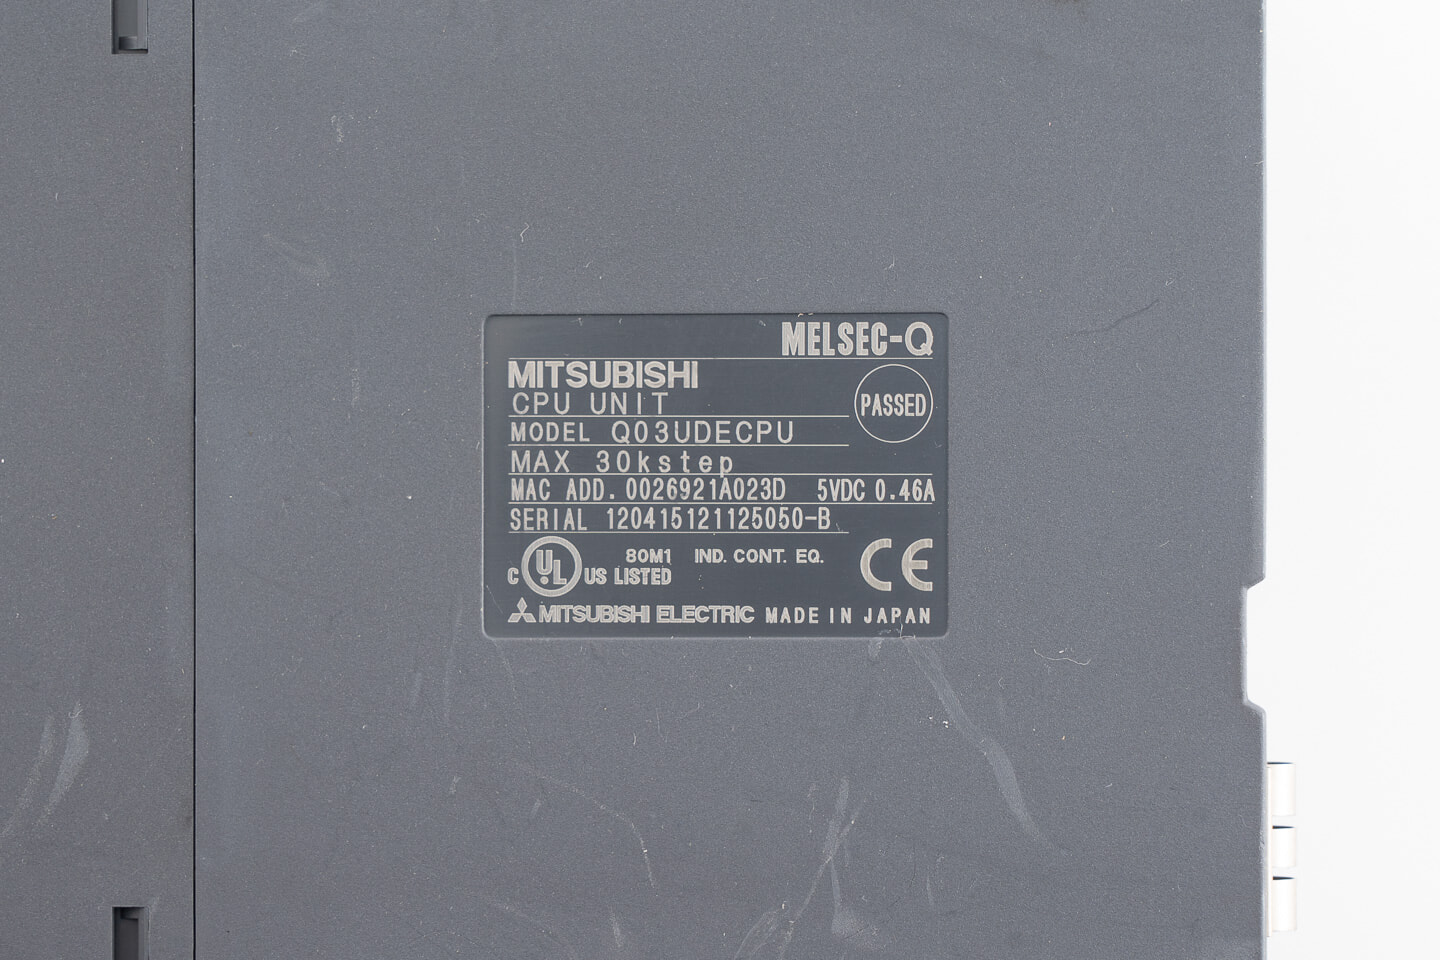 MELSEC-Q
MITSUBISHI
CPU UNIT
PASSED
MODEL Q03UDECPU
MAX 30kstep
MAC ADD. 0026921A023D 5VDC 0.46A
SERIAL 120415121125050-B
C UL US LISTED 80M1 IND. CONT. EQ. CE
MITSUBISHI ELECTRIC MADE IN JAPAN